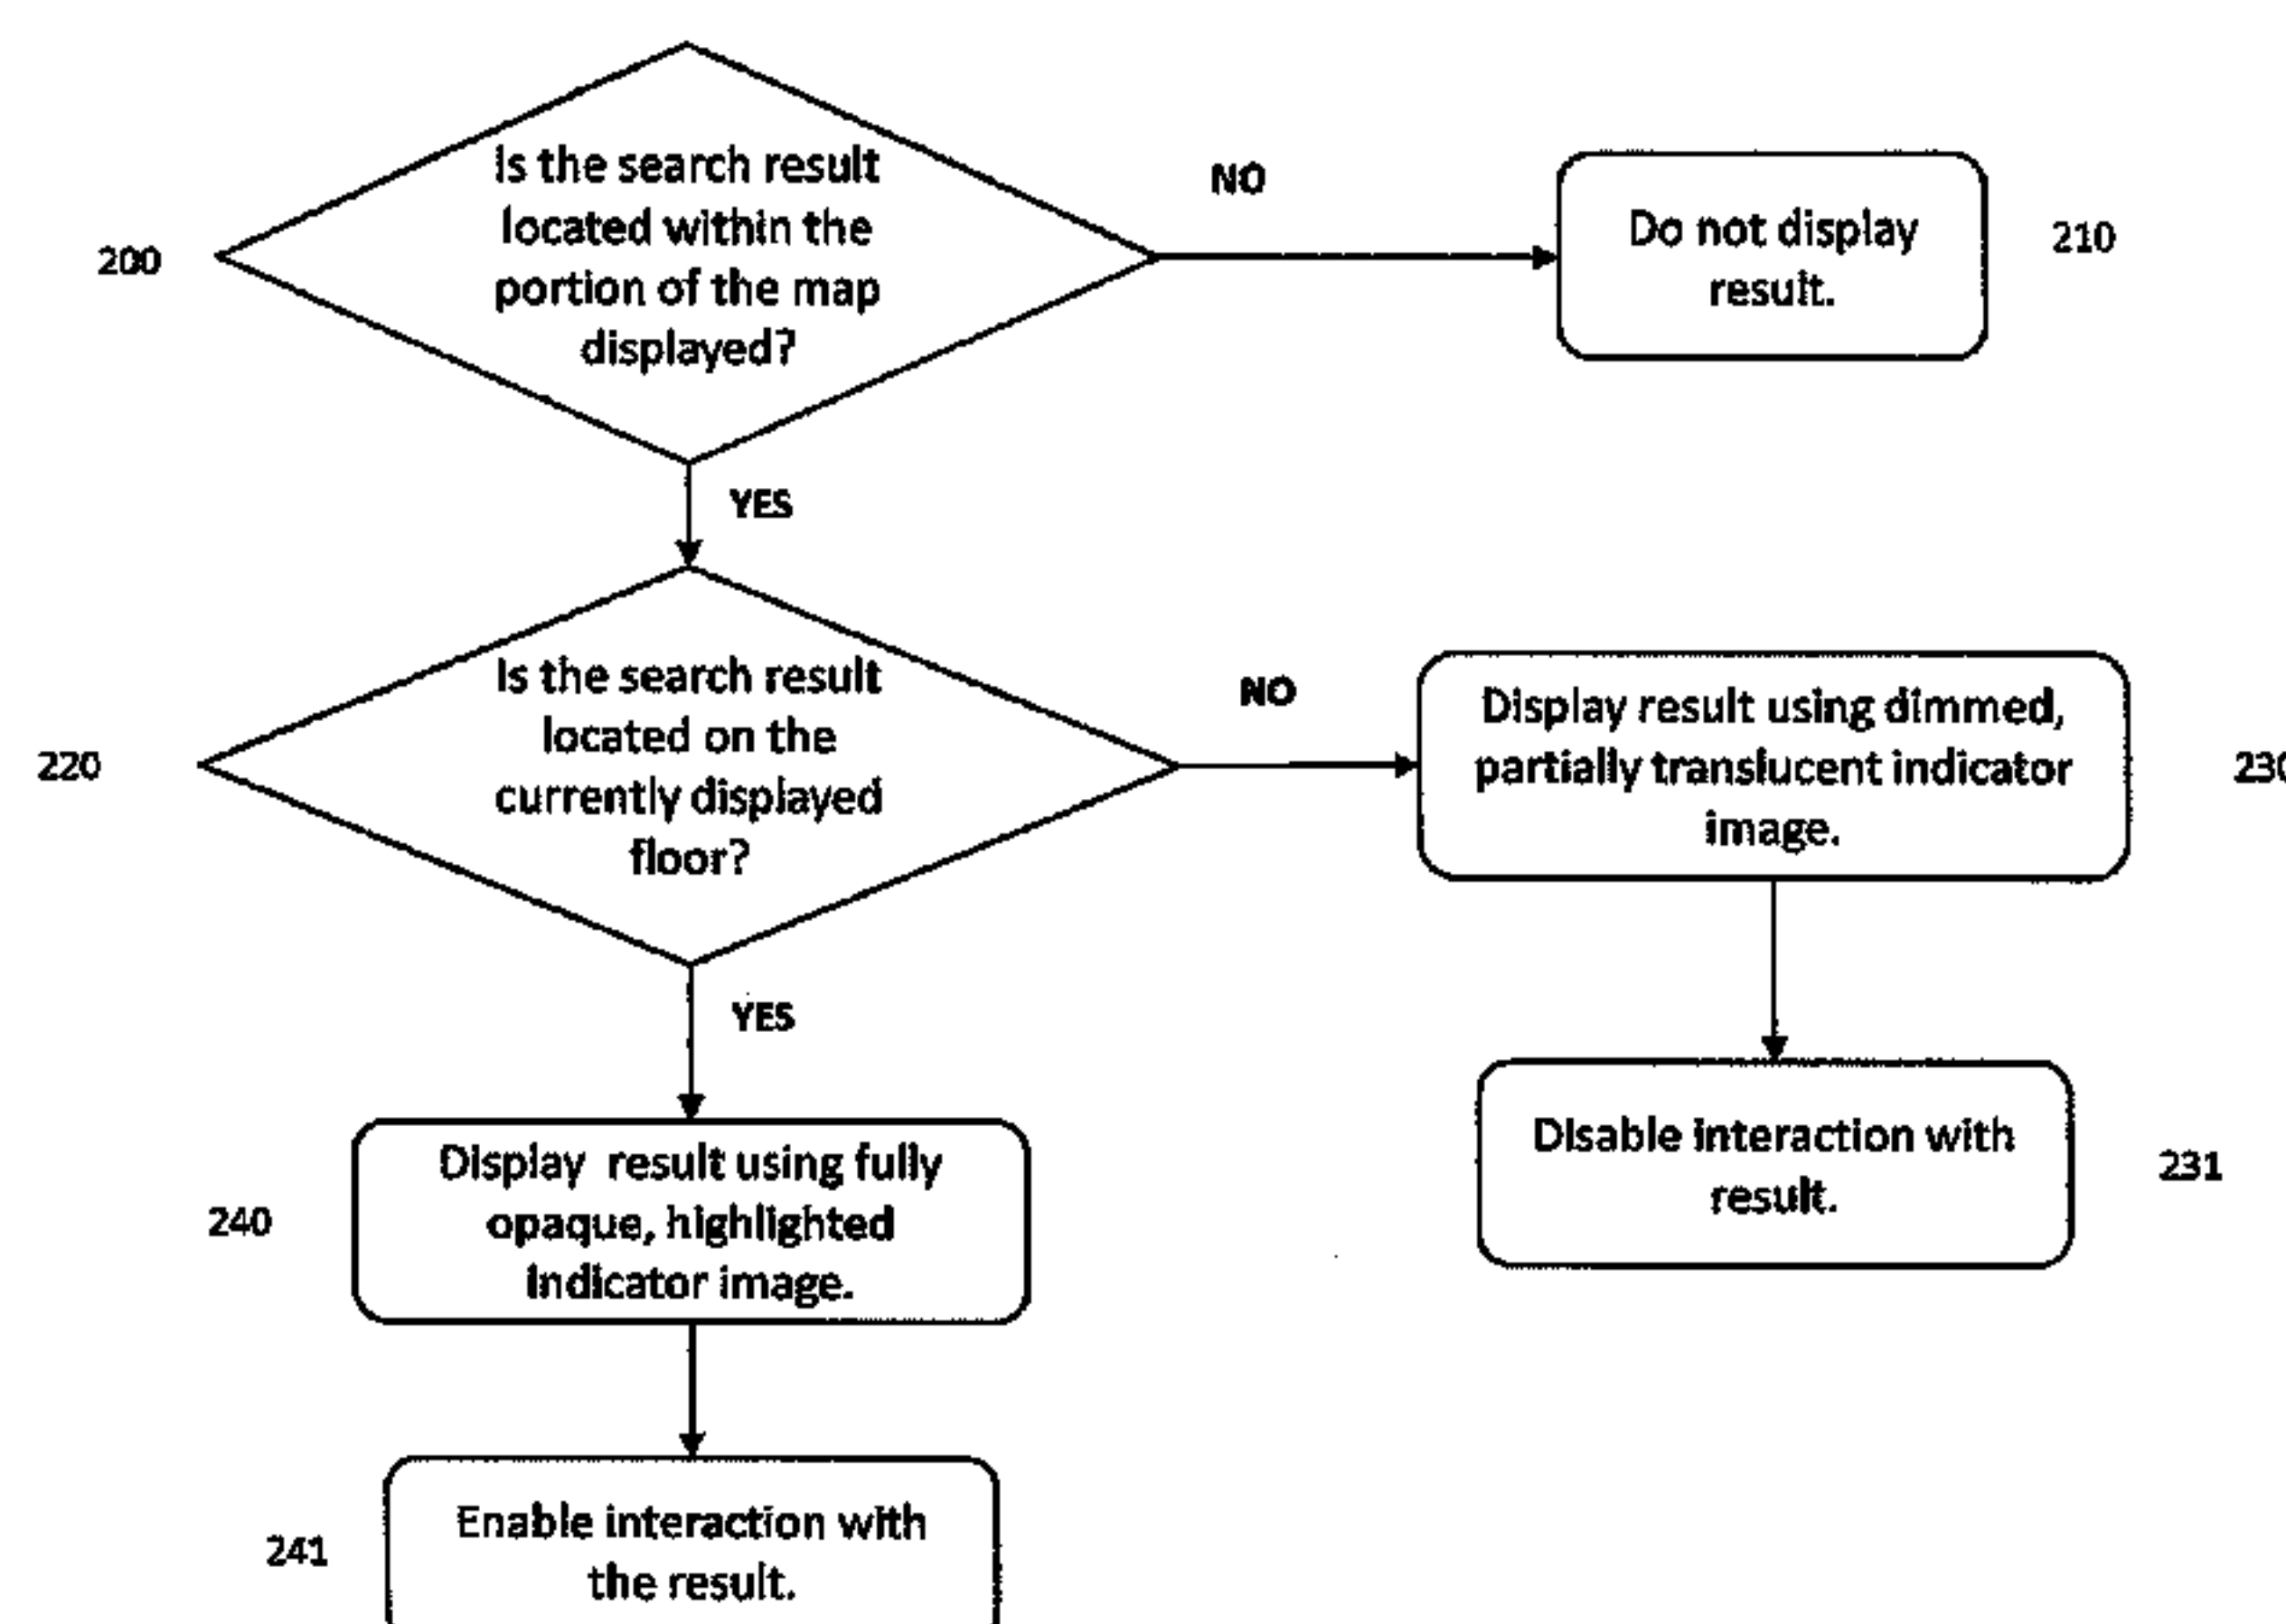 Is the search result
located within the
portion of the map
displayed?
200
NO
Do not display
result.
210
YES
Is the search result
located on the
currently displayed
floor?
220
NO
Display result using dimmed,
partially translucent indicator
image.
230
YES
Disable interaction with
result.
231
Display result using fully
opaque, highlighted
indicator image.
240
Enable interaction with
the result.
241